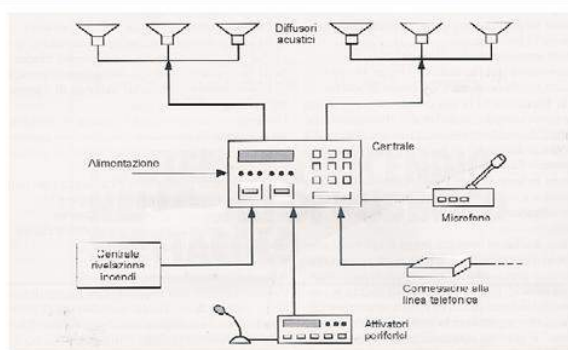 Diffusori
acustici
Centrale
Alimentazione
Microfono
Centrale
rivelazione
incendi
Connessione alla
linea telefonica
Attivatori
periferici